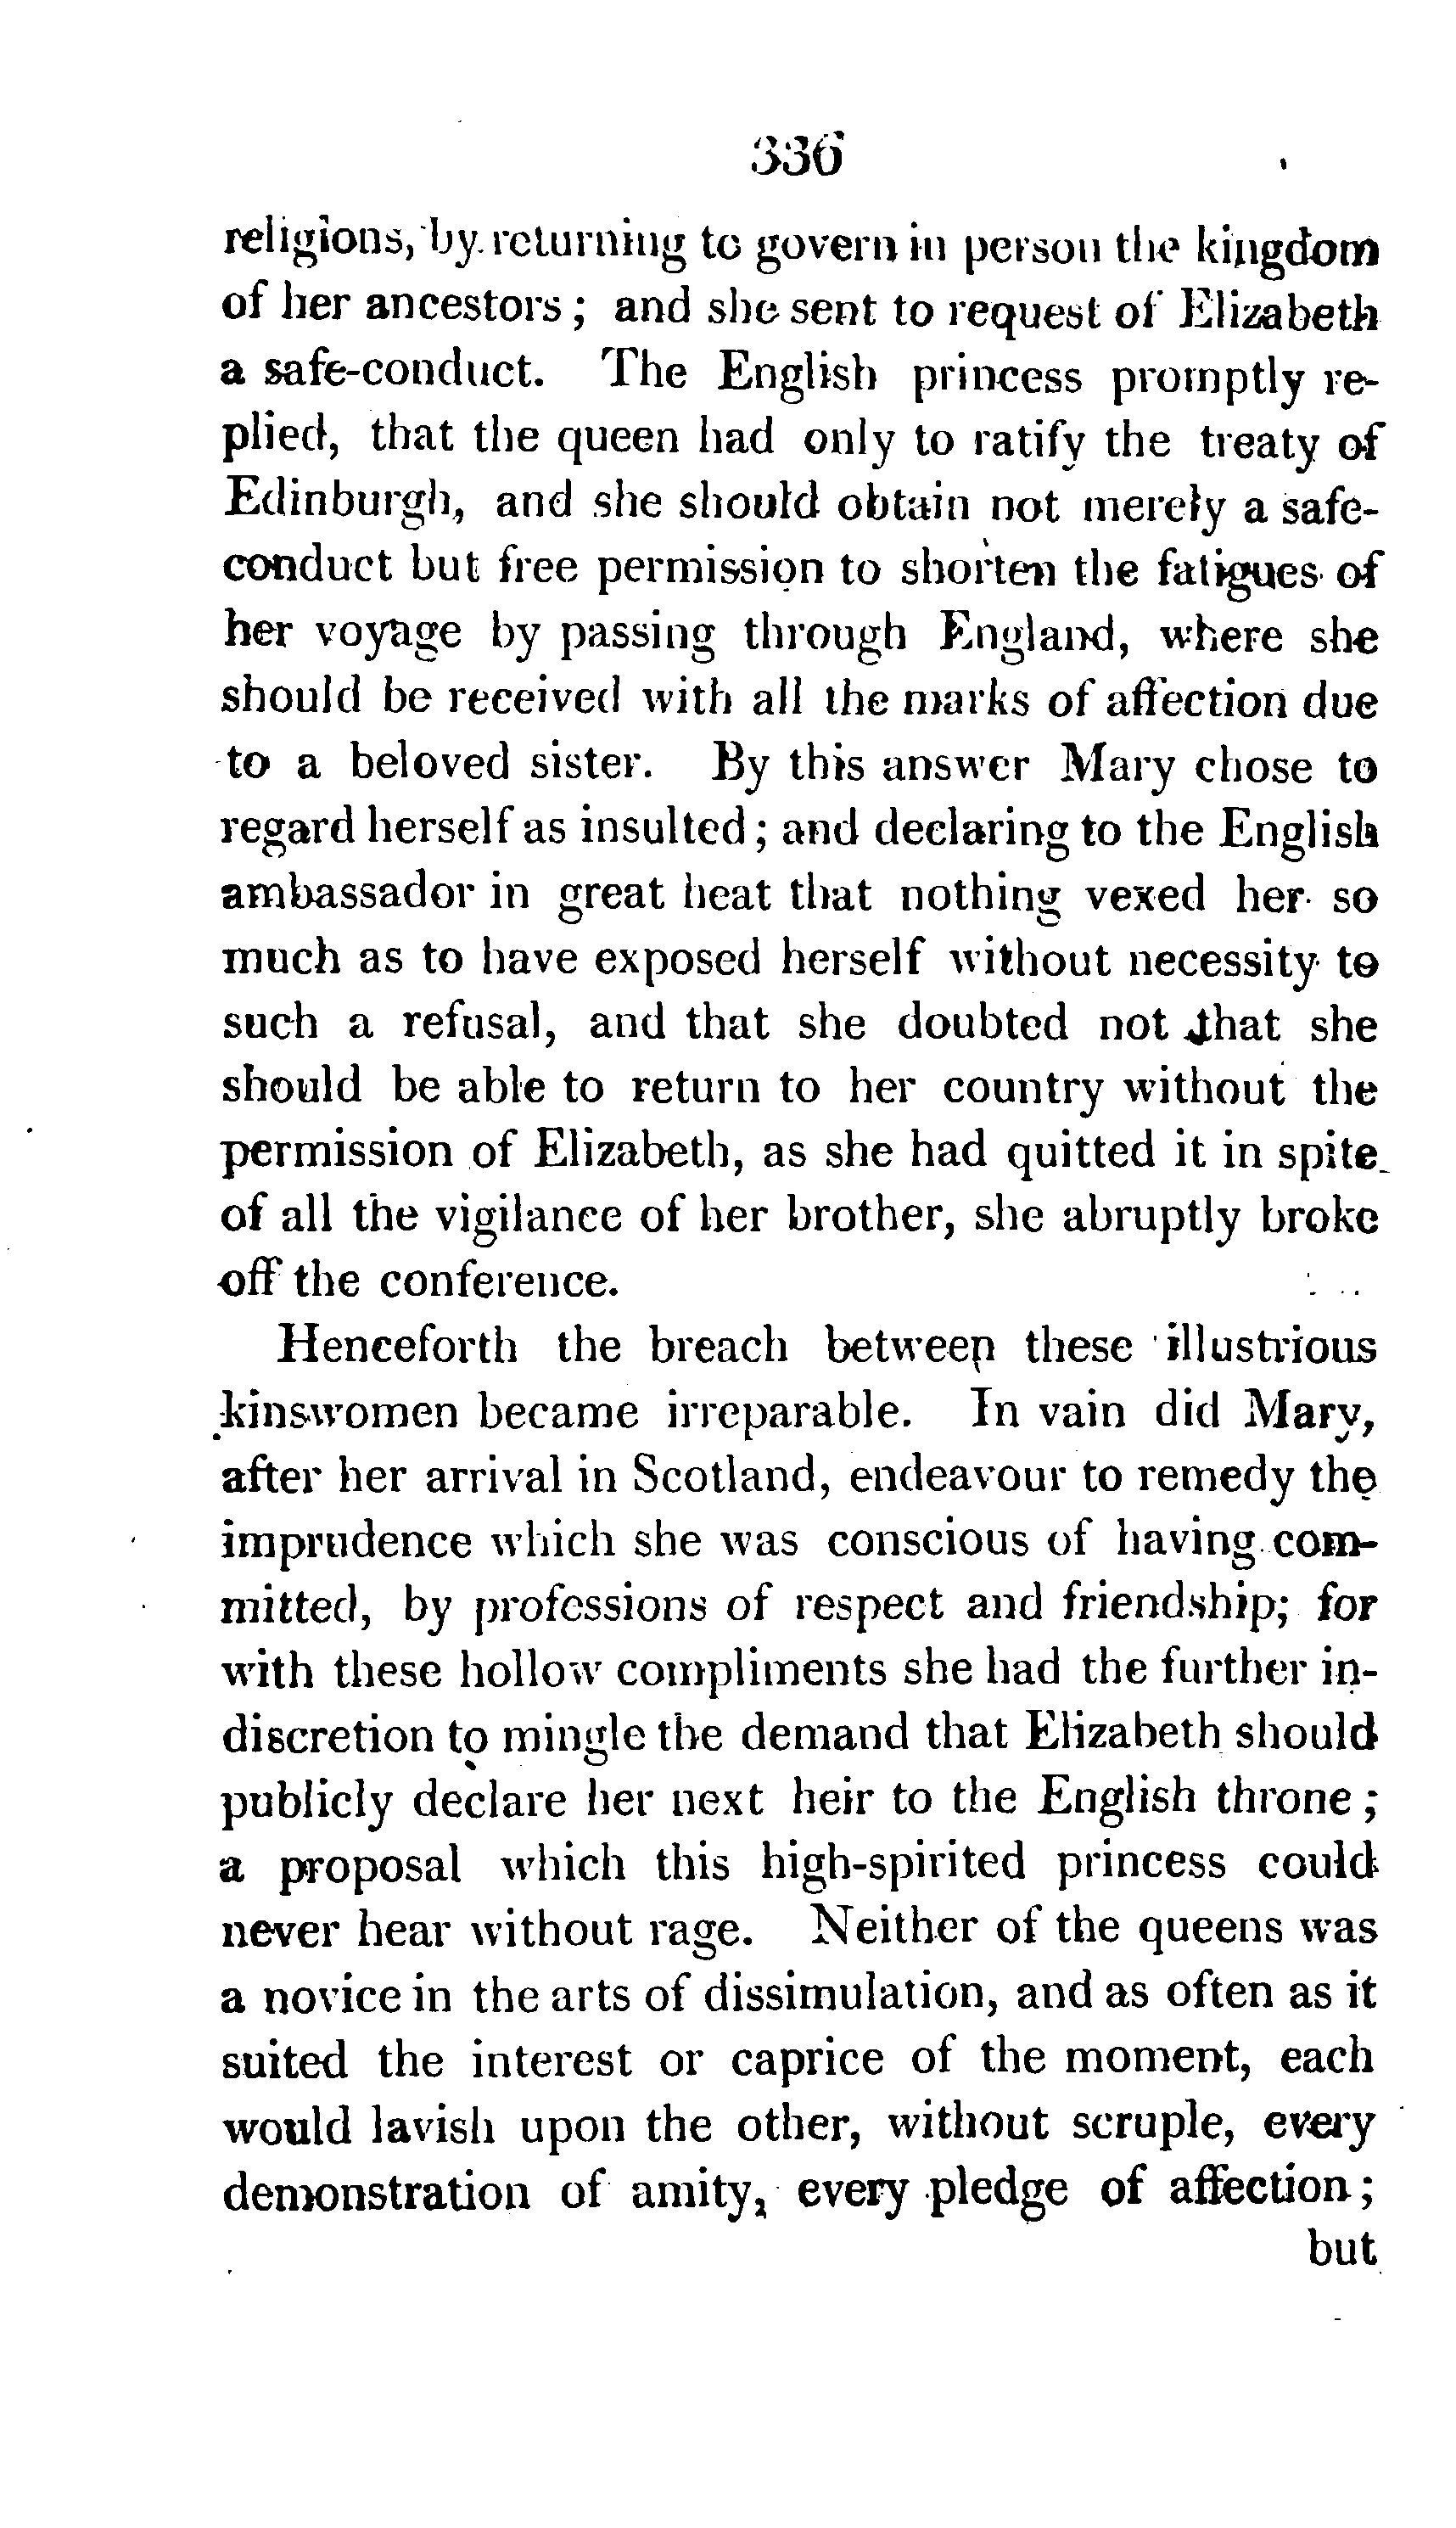 336
religions, by returning to govern in person the kingdom
of her ancestors ; and she sent to request of Elizabeth
a safe-conduct. The English princess promptly re-
plied, that the queen had only to ratify the treaty of
Edinburgh, and she should obtain not merely a safe-
conduct but free permission to shorten the fatigues of
her voyage by passing through England, where she
should be received with all the marks of affection due
to a beloved sister. By this answer Mary chose to
regard herself as insulted ; and declaring to the English
ambassador in great heat that nothing vexed her so
much as to have exposed herself without necessity to
such a refusal, and that she doubted not that she
should be able to return to her country without the
permission of Elizabeth, as she had quitted it in spite
of all the vigilance of her brother, she abruptly broke
off the conference.
Henceforth the breach between these illustrious
kinswomen became irreparable. In vain did Mary,
after her arrival in Scotland, endeavour to remedy the
imprudence which she was conscious of having com-
mitted, by professions of respect and friendship; for
with these hollow compliments she had the further in-
discretion to mingle the demand that Elizabeth should
publicly declare her next heir to the English throne ;
a proposal which this high-spirited princess could
never hear without rage. Neither of the queens was
a novice in the arts of dissimulation, and as often as it
suited the interest or caprice of the moment, each
would lavish upon the other, without scruple, every
demonstration of amity, every pledge of affection ;
but